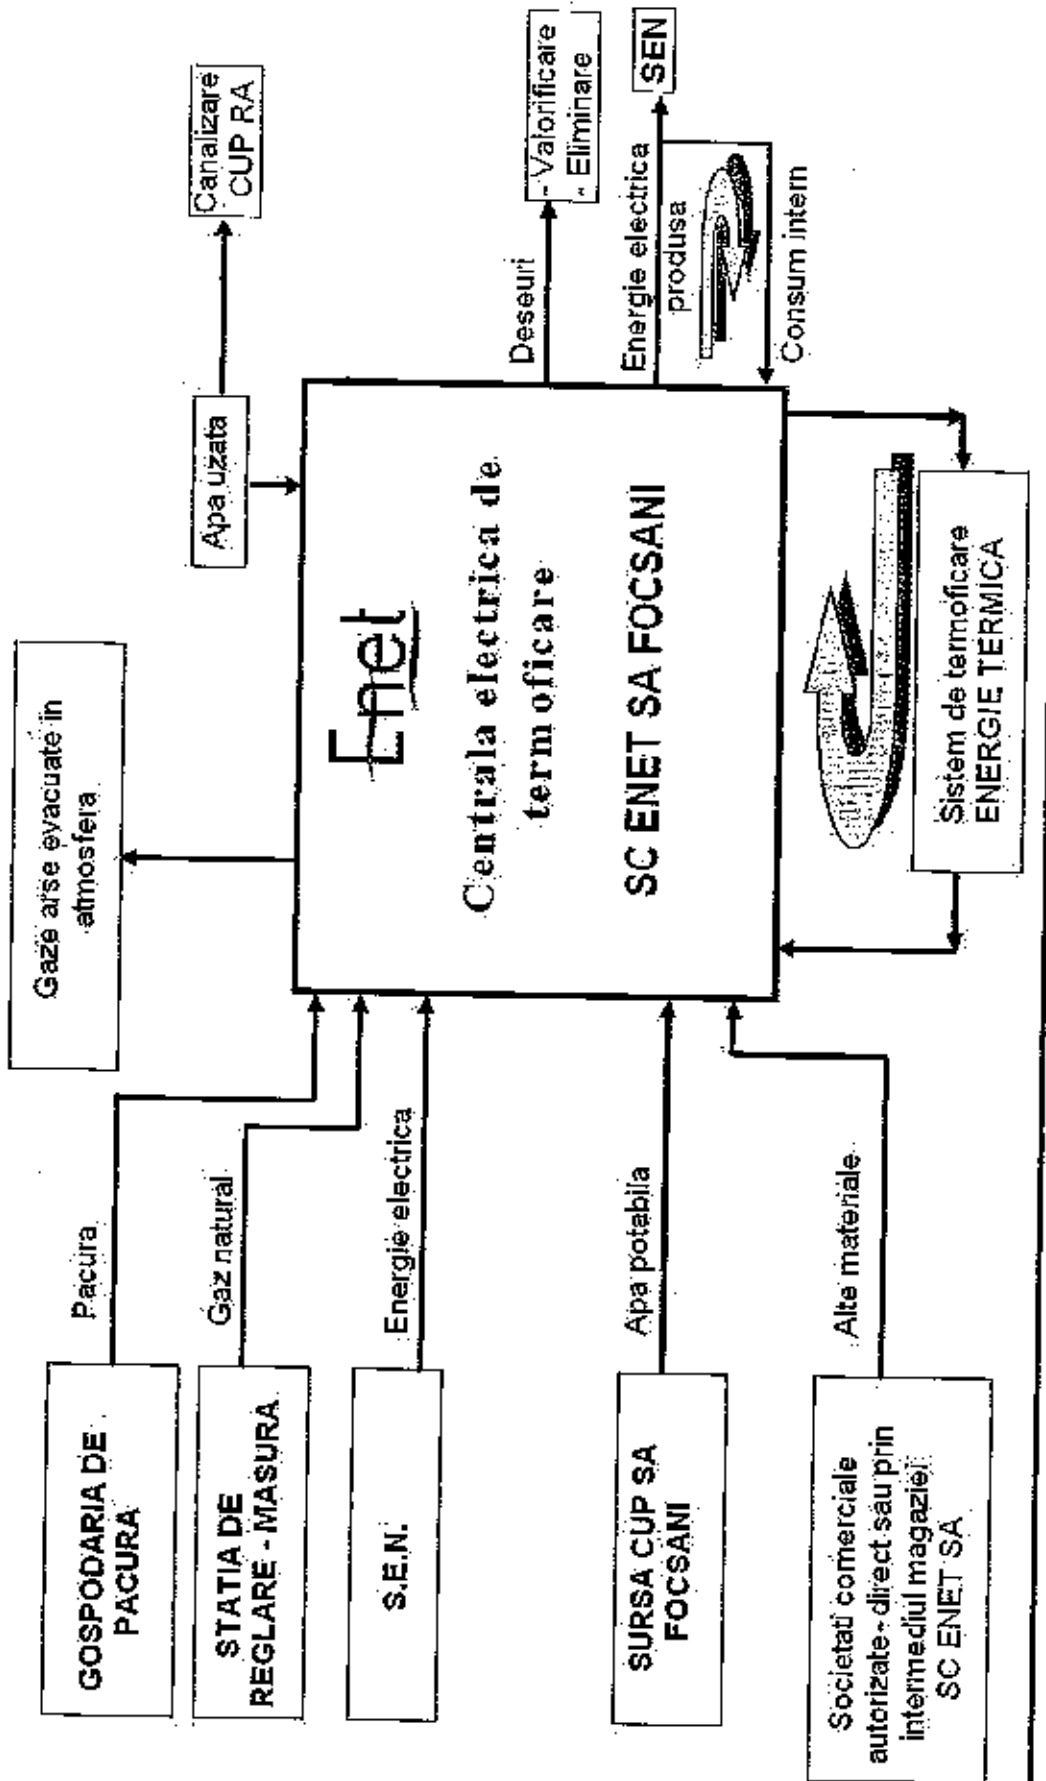 GOSPODARIA DE
PACURA
Pacura
STATIA DE
REGLARE - MASURA
Gaz natural
S.E.N.
Energie electrica
SURSA CUP SA
FOCSANI
Apa potabila
Societati comerciale
autorizate - direct sau prin
intermediul magaziei
SC ENET SA
Alte materiale
Gaze arse evacuate in
atmosfera
Enet
Centrala electrica de
termoficare
SC ENET SA FOCSANI
Apa uzata
Canalizare
CUP RA
Deseuri
- Valorificare
- Eliminare
Energie electrica
produsa
SEN
Consum intern
Sistem de termoficare
ENERGIE TERMICA